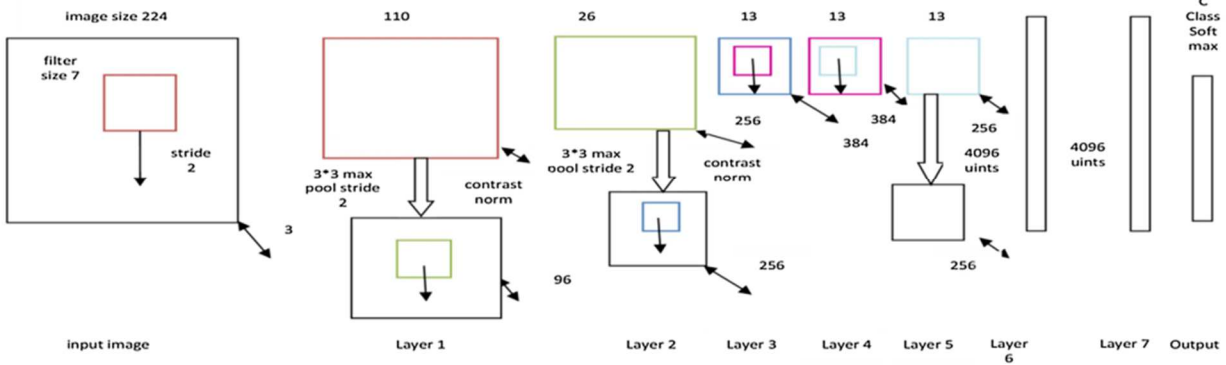 image size 224
110
26
13
13
13
C
Class
Soft
max
filter
size 7
stride
2
3
3*3 max
pool stride
2
contrast
norm
96
3*3 max
oool stride 2
contrast
norm
256
256
384
384
256
4096
uints
256
4096
uints
input image
Layer 1
Layer 2
Layer 3
Layer 4
Layer 5
Layer
6
Layer 7
Output